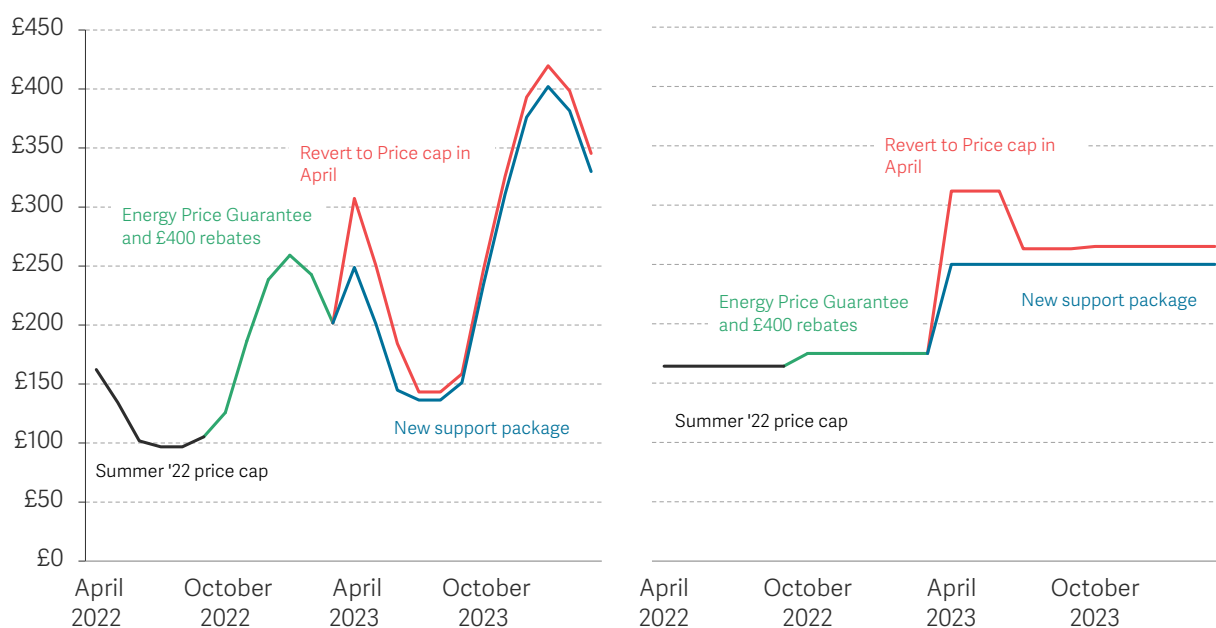 £450
£400
£350
£300
£250
£200
£150
£100
£50
£0
Revert to Price cap in
April
Energy Price Guarantee
and £400 rebates
New support package
Summer '22 price cap
April
2022
October
2022
April
2023
October
2023
Revert to Price cap in
April
Energy Price Guarantee
and £400 rebates
New support package
Summer '22 price cap
April
2022
October
2022
April
2023
October
2023